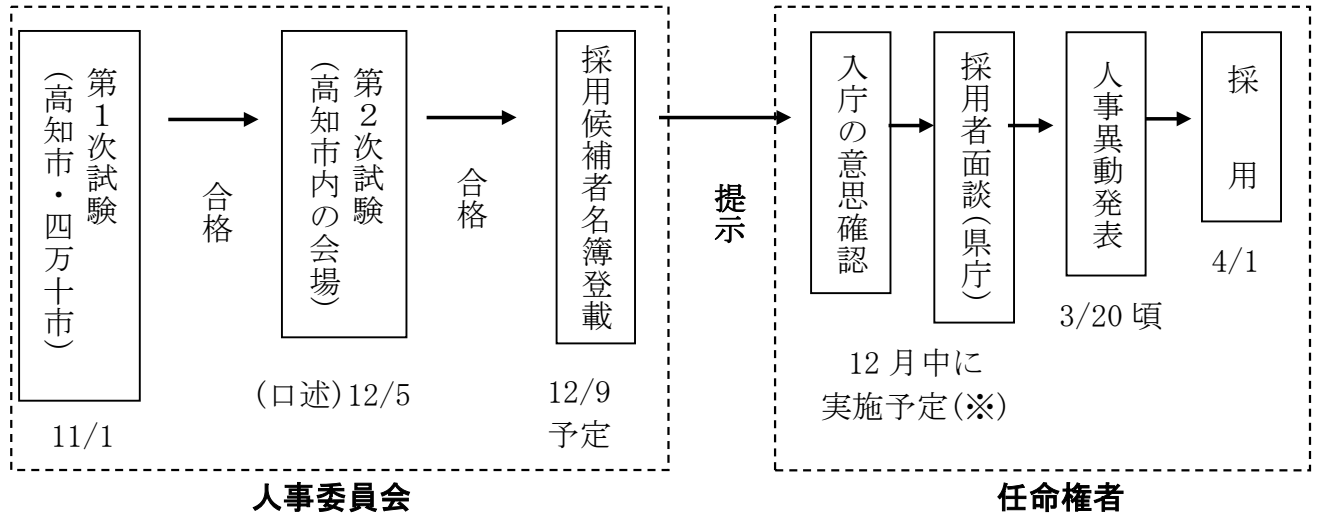 第１次試験
（高知市・四万十市）
11/1
合格
第２次試験
（高知市内の会場）
(口述)12/5
合格
採用候補者名簿登載
12/9
予定
人事委員会
提示
入庁の意思確認
採用者面談（県庁）
12 月中に
実施予定(※)
人事異動発表
3/20 頃
採用
4/1
任命権者